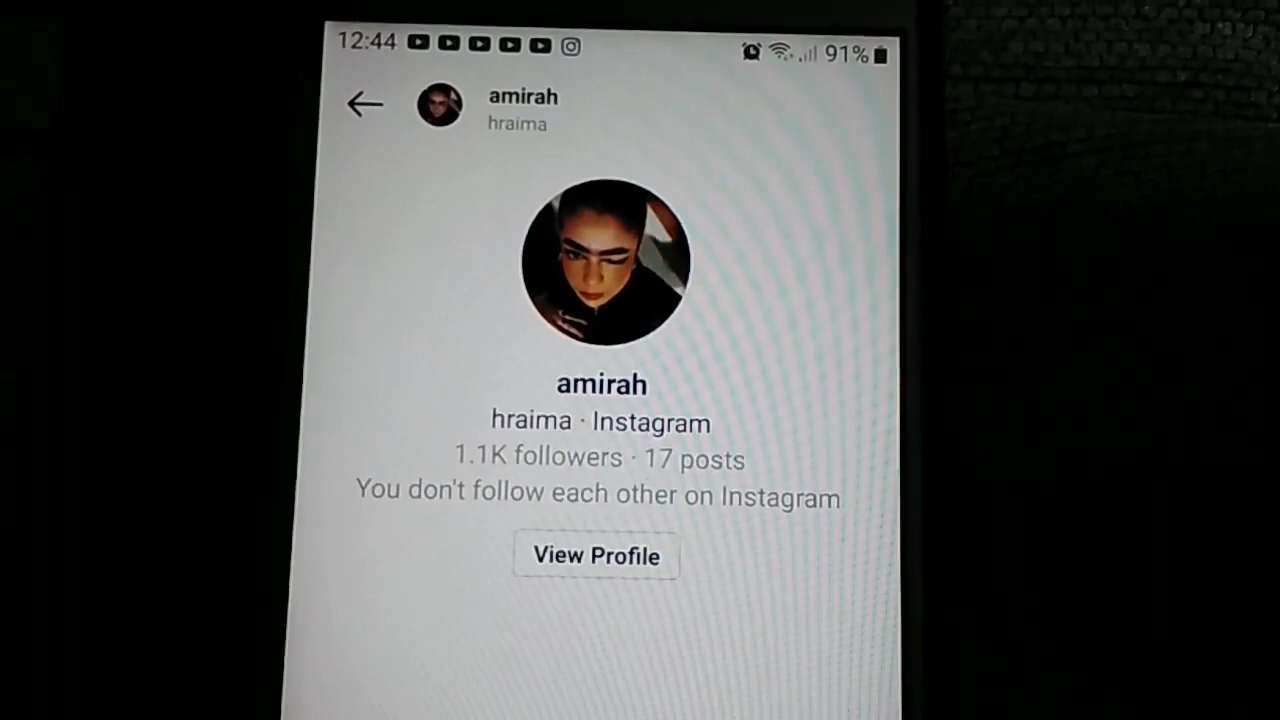 12:44 91%
amirah
hraima
amirah
hraima · Instagram
1.1K followers · 17 posts
You don't follow each other on Instagram
View Profile